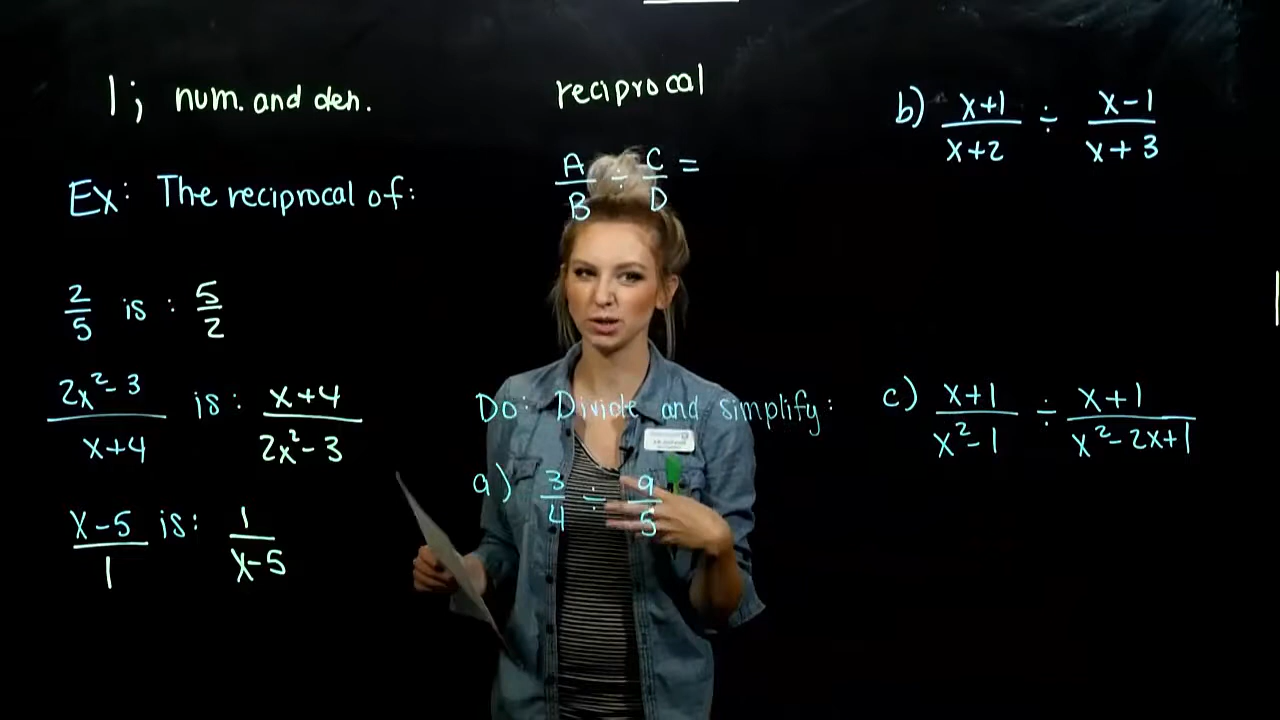 1; num. and den.
Ex: The reciprocal of:
2/5 is: 5/2
2x²-3/x+4 is: x+4/2x²-3
x-5/1 is: 1/x-5
reciprocal
A/B ÷ C/D =
Do: Divide and simplify:
a) 3/4 ÷ 9/5
b) x+1/x+2 ÷ x-1/x+3
c) x+1/x²-1 ÷ x+1/x²-2x+1